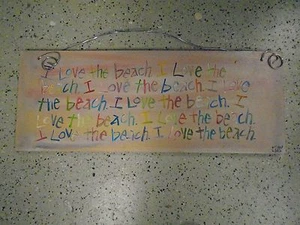 I Love the beach I Love the
beach. I Love the beach I Love
the beach. I Love the beach. I
Love the beach. I Love the beach.
I Love the beach. I Love the beach.